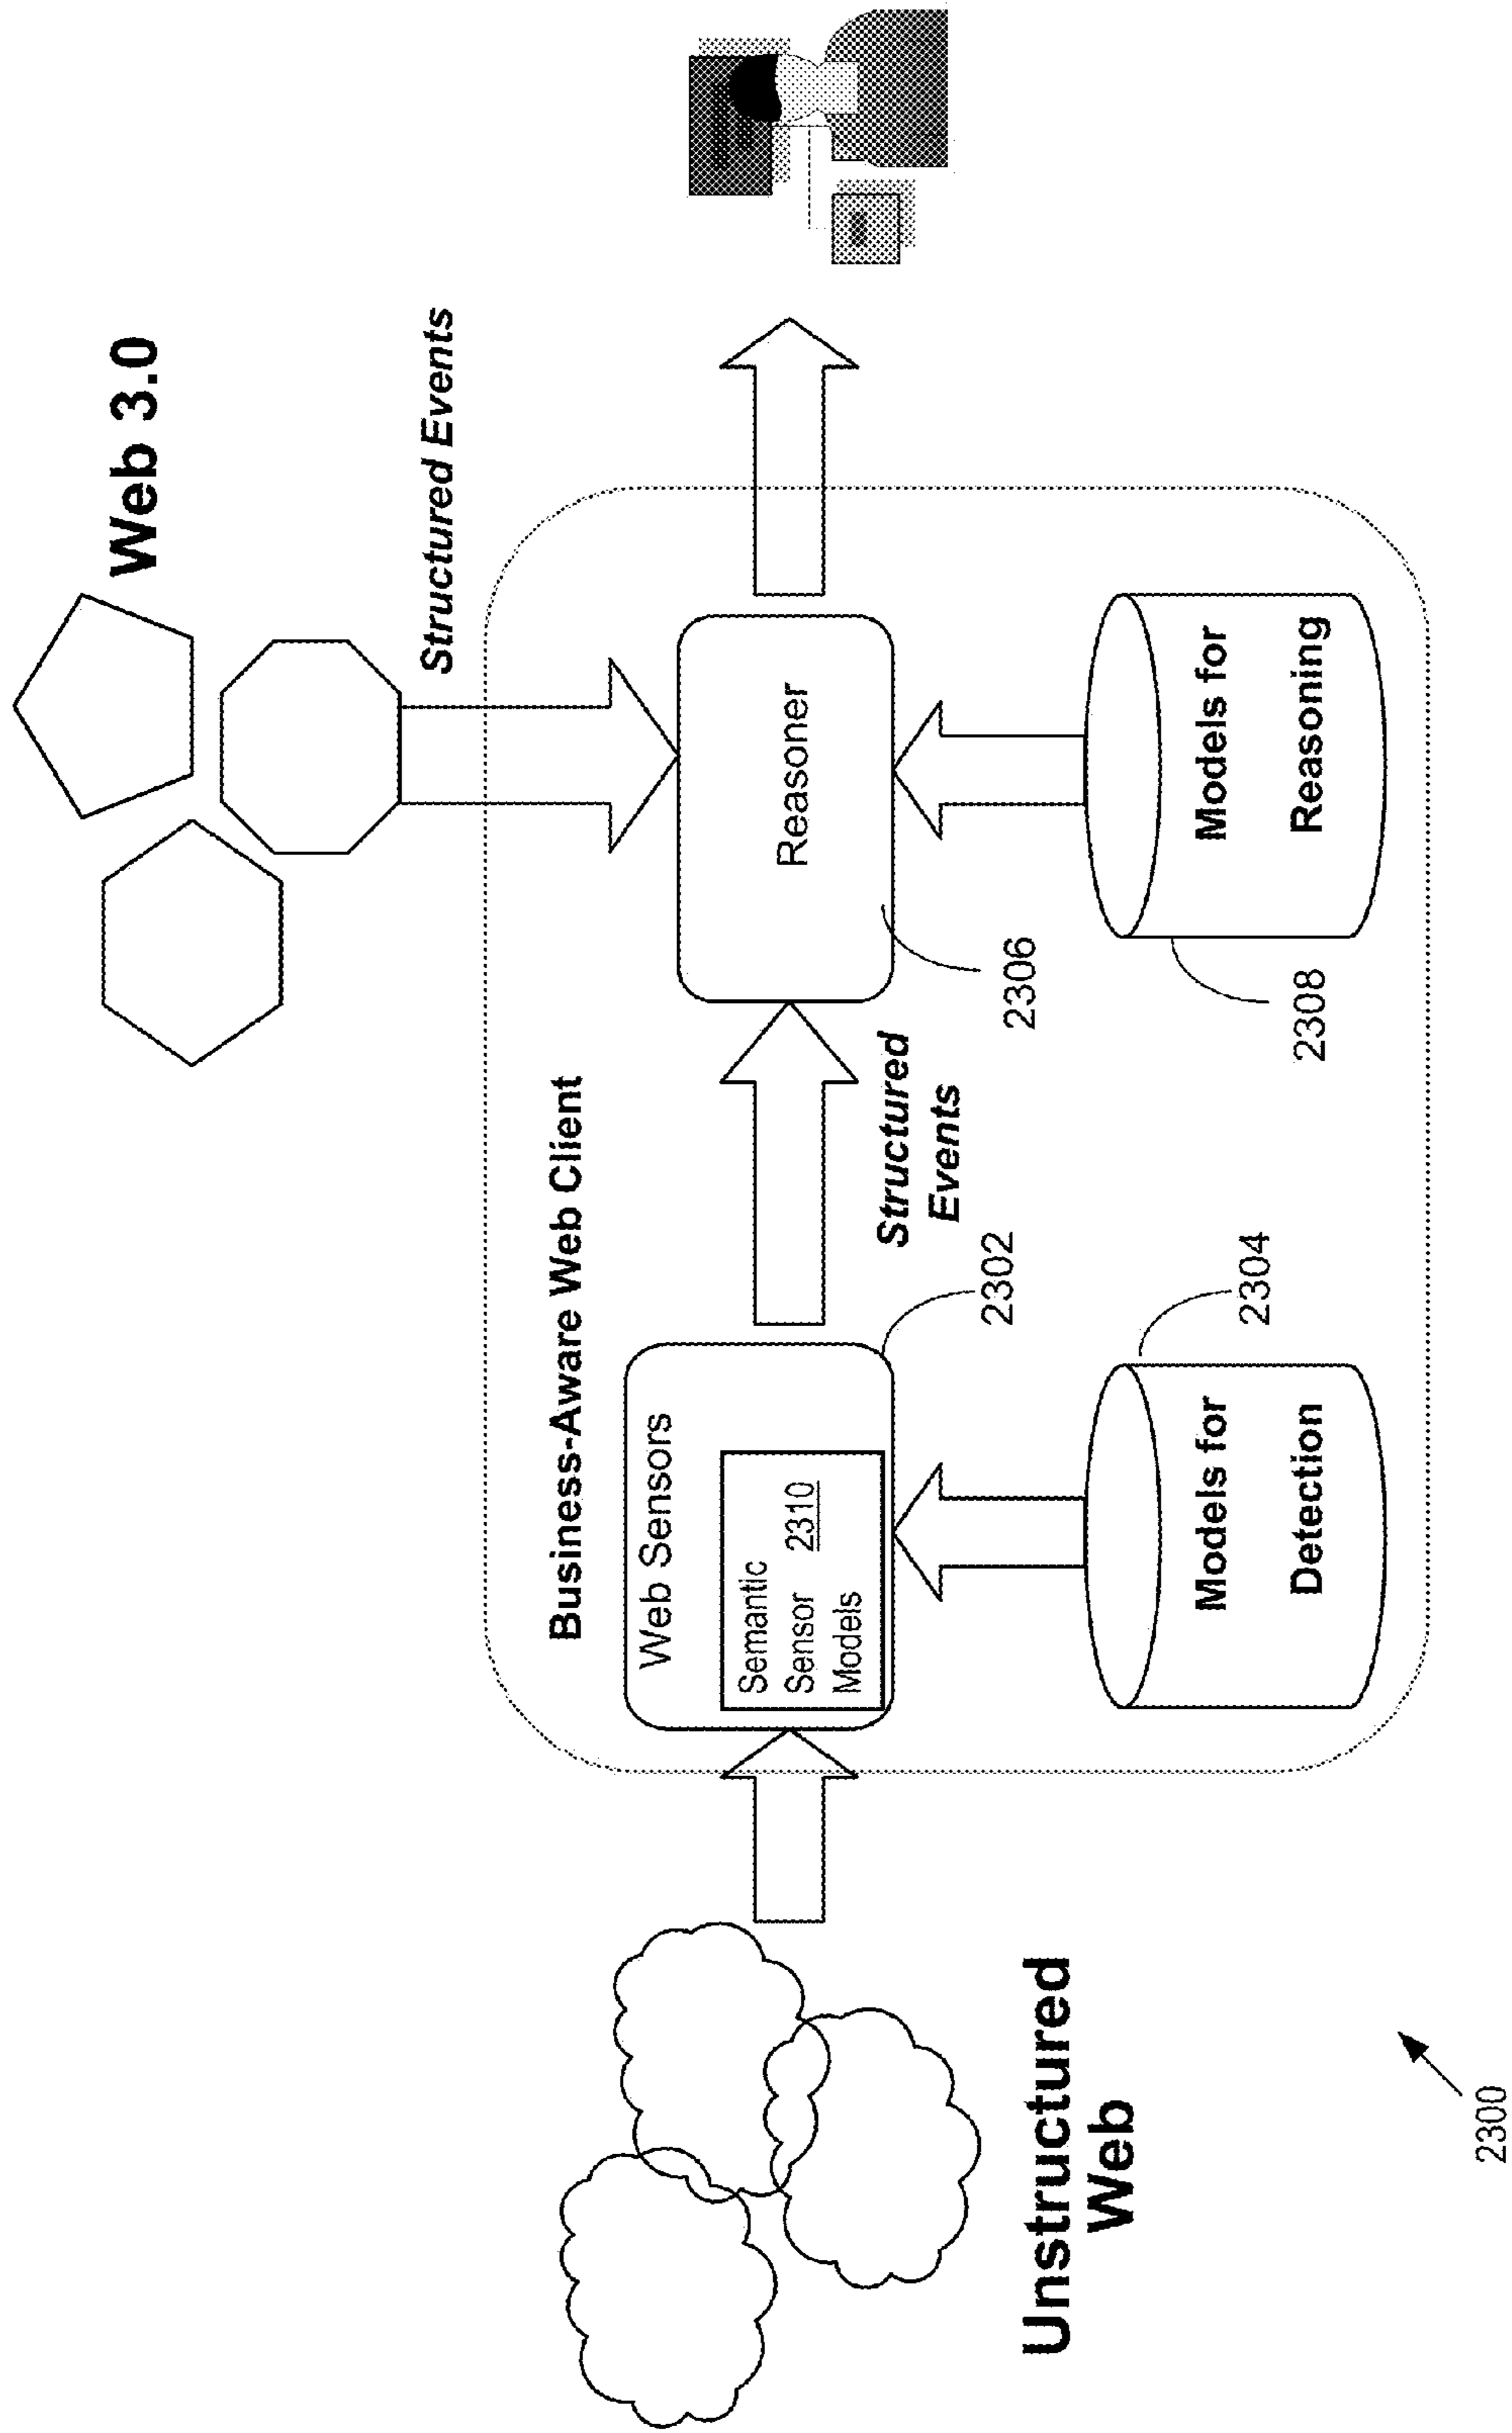 Web 3.0
Structured Events
Business-Aware Web Client
Web Sensors
Semantic
Sensor 2310
Models
2302
Structured
Events
Reasoner
2306
Models for
Detection
2304
Models for
Reasoning
2308
Unstructured
Web
2300